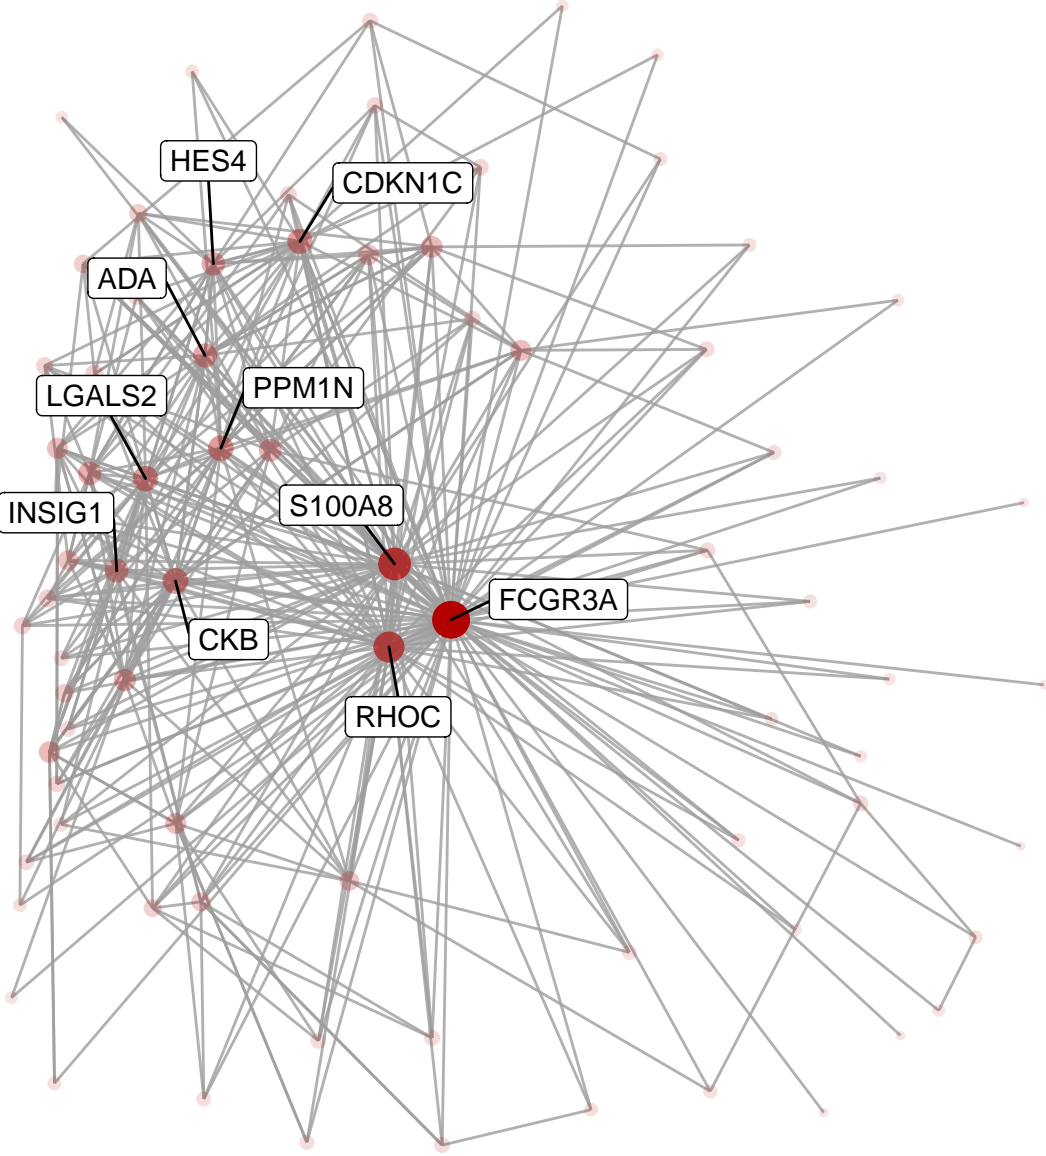 HES4
CDKN1C
ADA
PPM1N
LGALS2
S100A8
INSIG1
FCGR3A
CKB
RHOC